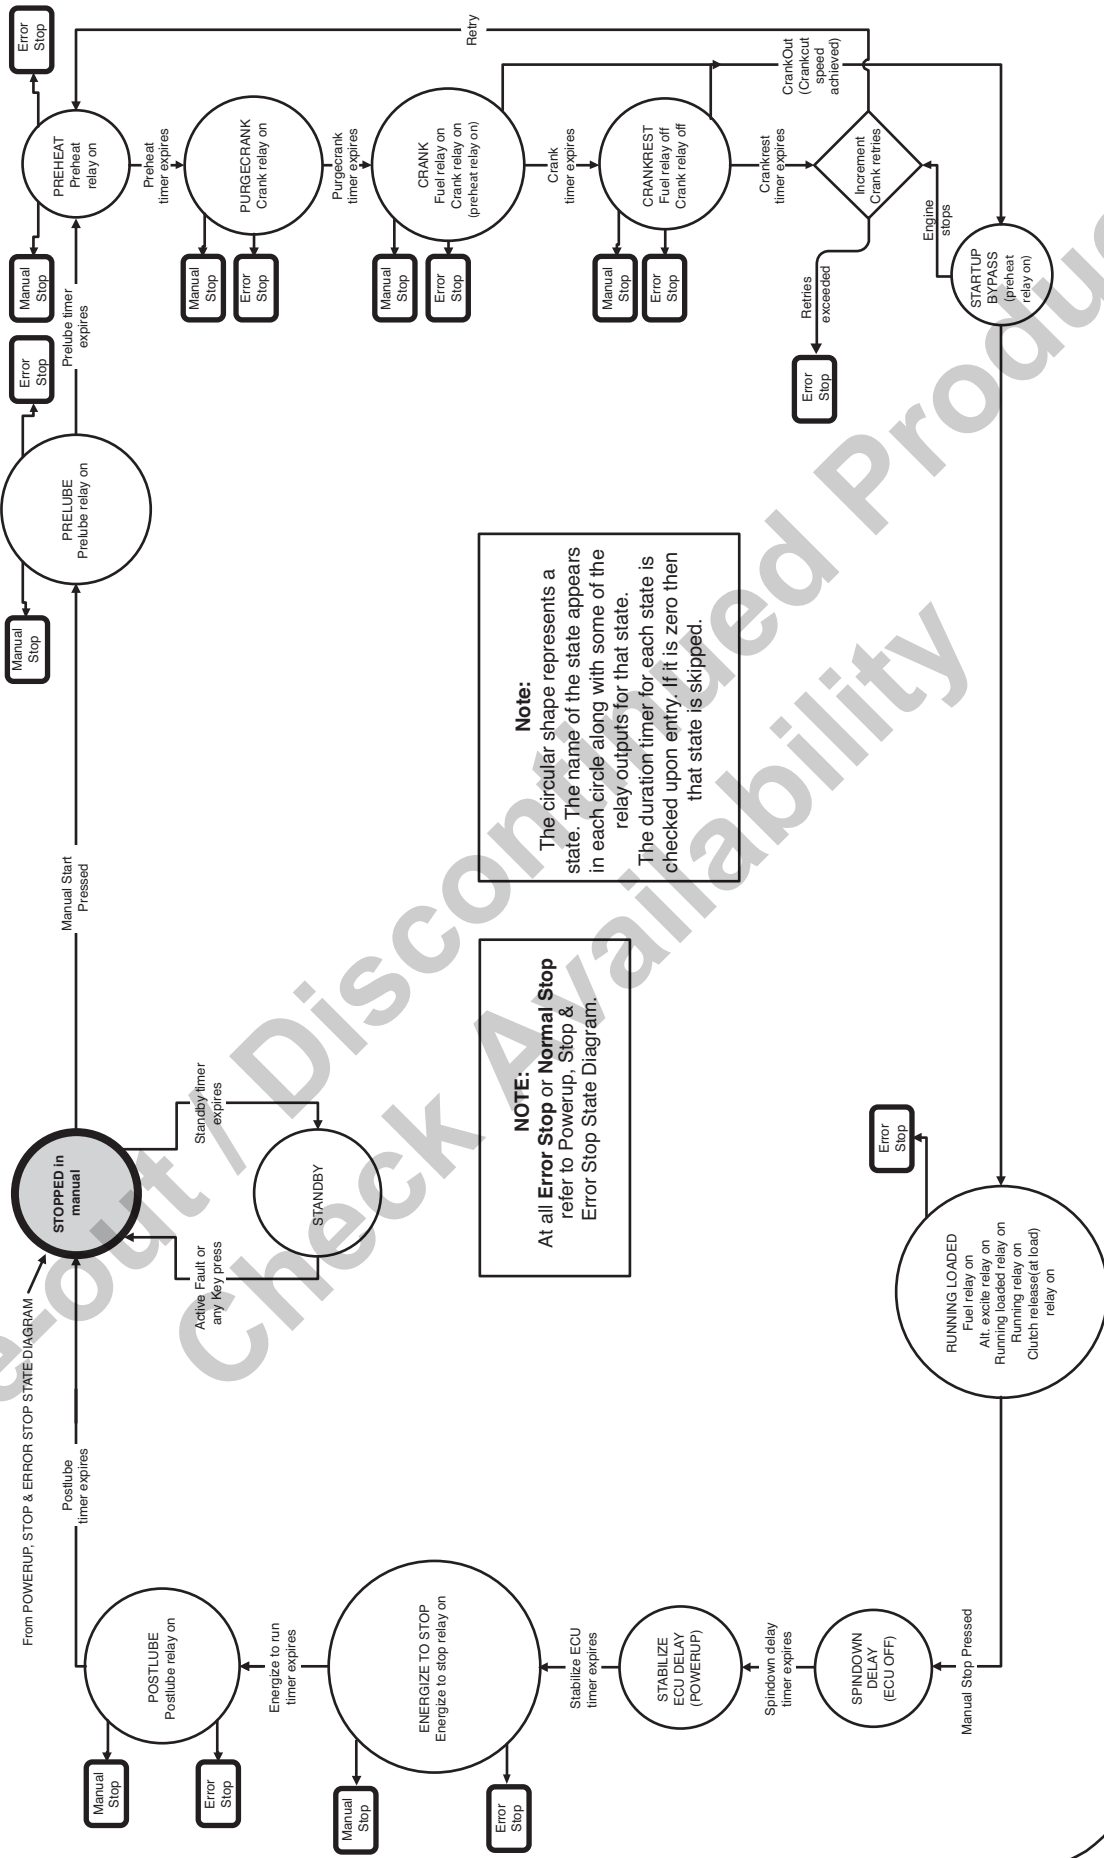 From POWERUP, STOP & ERROR STOP STATE DIAGRAM
STOPPED in
manual
Standby timer
expires
STANDBY
Active Fault or
any Key press
Manual Start
Pressed
PRELUBE
Prelube relay on
Manual
Stop
Error
Stop
Prelube timer
expires
PREHEAT
Preheat
relay on
Manual
Stop
Error
Stop
Preheat
timer expires
PURGECRANK
Crank relay on
Manual
Stop
Error
Stop
Purgecrank
timer expires
CRANK
Fuel relay on
Crank relay on
(preheat relay on)
Manual
Stop
Error
Stop
Crank
timer expires
CRANKREST
Fuel relay off
Crank relay off
Manual
Stop
Error
Stop
Crankrest
timer expires
Increment
Crank retries
Retry
CrankOut
(Crankcut
speed
achieved)
Retries
exceeded
Error
Stop
Engine
stops
STARTUP
BYPASS
(preheat
relay on)
RUNNING LOADED
Fuel relay on
Alt. excite relay on
Running loaded relay on
Running relay on
Clutch release(at load)
relay on
Error
Stop
Manual Stop Pressed
SPINDOWN
DELAY
(ECU OFF)
Spindown delay
timer expires
STABILIZE
ECU DELAY
(POWERUP)
Stabilize ECU
timer expires
ENERGIZE TO STOP
Energize to stop relay on
Manual
Stop
Error
Stop
Energize to run
timer expires
POSTLUBE
Postlube relay on
Manual
Stop
Error
Stop
Postlube
timer expires
NOTE:
At all Error Stop or Normal Stop
refer to Powerup, Stop &
Error Stop State Diagram.
Note:
The circular shape represents a
state. The name of the state appears
in each circle along with some of the
relay outputs for that state.
The duration timer for each state is
checked upon entry. If it is zero then
that state is skipped.
/ Discontinued
Check Availability